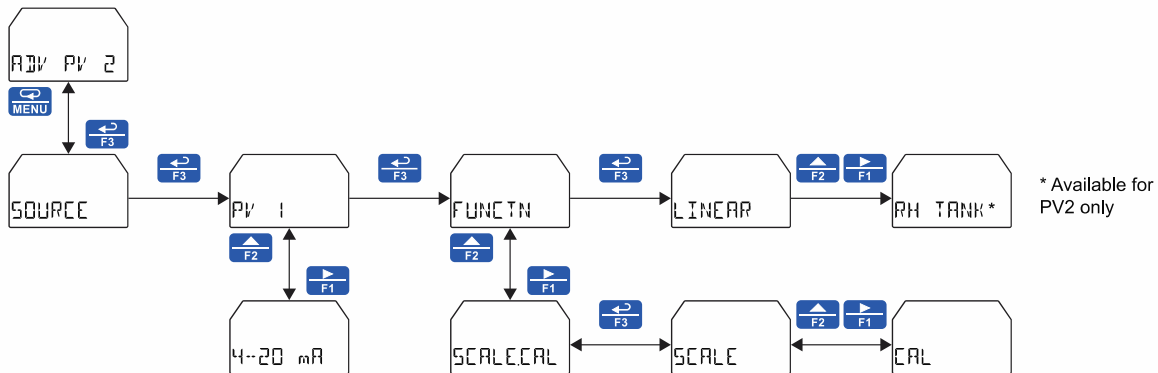 ADV PV 2
MENU
F3
F3
F3
F3
F2 F1
SOURCE
PV 1
FUNCTN
LINEAR
RH TANK*
* Available for
PV2 only
F2
F1
F2
F1
F3
F2 F1
4-20 mA
SCALE.CAL
SCALE
CAL